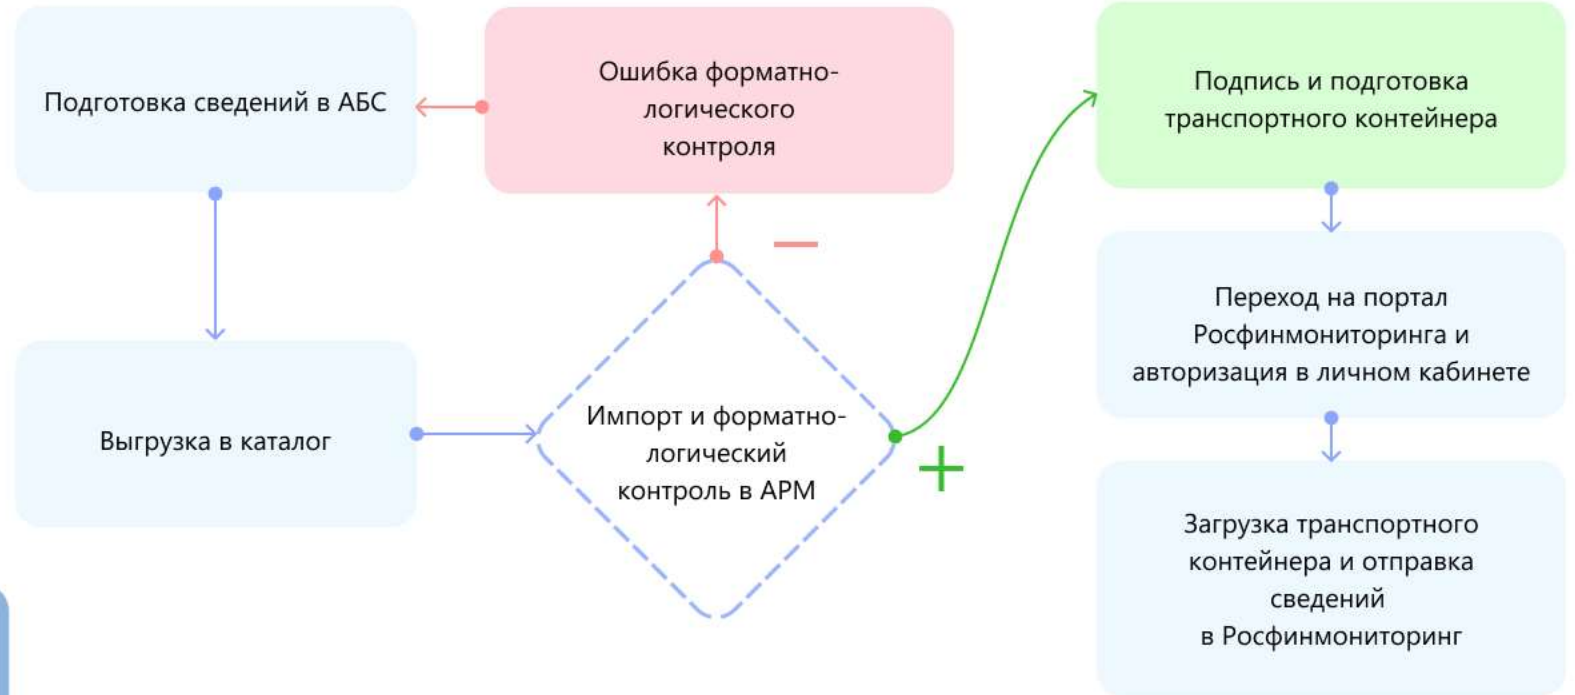 Подготовка сведений в АБС
Ошибка форматно-
логического
контроля
Подпись и подготовка
транспортного контейнера
Переход на портал
Росфинмониторинга и
авторизация в личном кабинете
Выгрузка в каталог
Импорт и форматно-
логический
контроль в АРМ
Загрузка транспортного
контейнера и отправка
сведений
в Росфинмониторинг